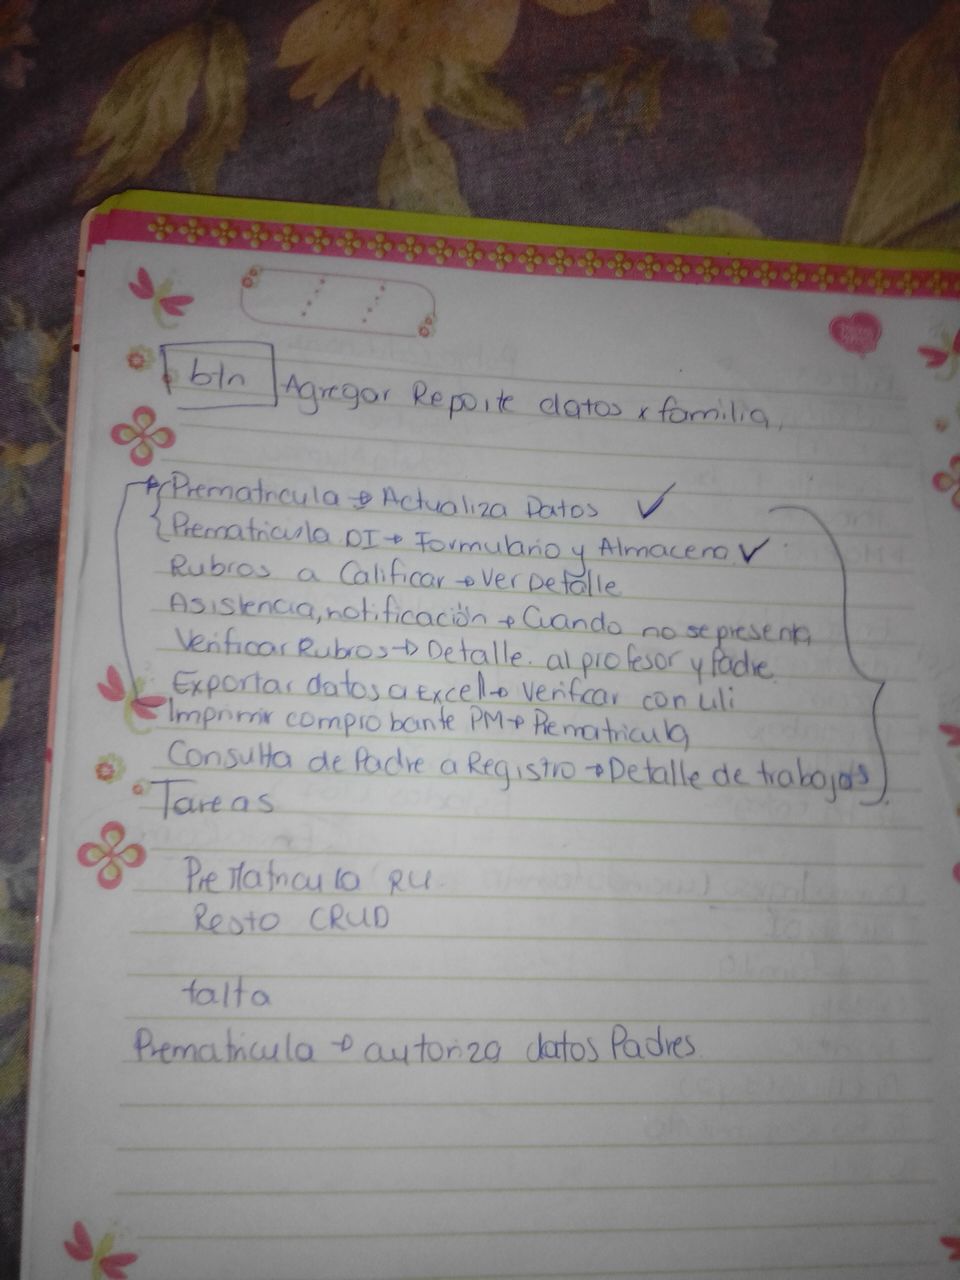 btn Agregar Reporte datos x familia,
Prematricula → Actualiza Datos ✓
Prematricula DI → Formulario y Almacena ✓
Rubros a Calificar → Ver Detalle
Asistencia, notificación → Cuando no se presenta
Verificar Rubros → Detalle. al profesor y Padre.
Exportar datos a Excell → Verificar con Uli
Imprimir comprobante PM → Prematricula
Consulta de Padre a Registro → Detalle de trabajos
Tareas
PreMatricula RU.
Resto CRUD
falta
Prematricula → autoriza datos Padres.